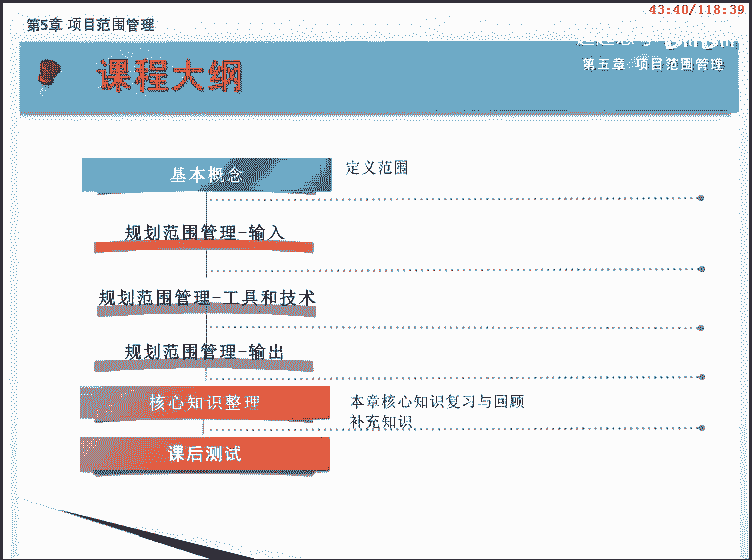 43:40/118:39
第5章 项目范围管理
第五章 项目范围管理
课程大纲
基本概念
定义范围
规划范围管理-输入
规划范围管理-工具和技术
规划范围管理-输出
核心知识整理
本章核心知识复习与回顾
补充知识
课后测试